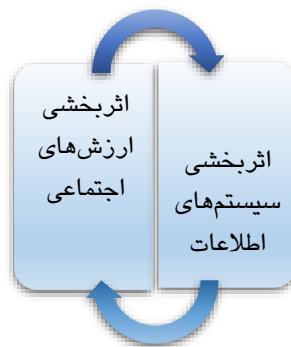 اثربخشی
سیستم‌های
اطلاعات
اثربخشی
ارزش‌های
اجتماعی